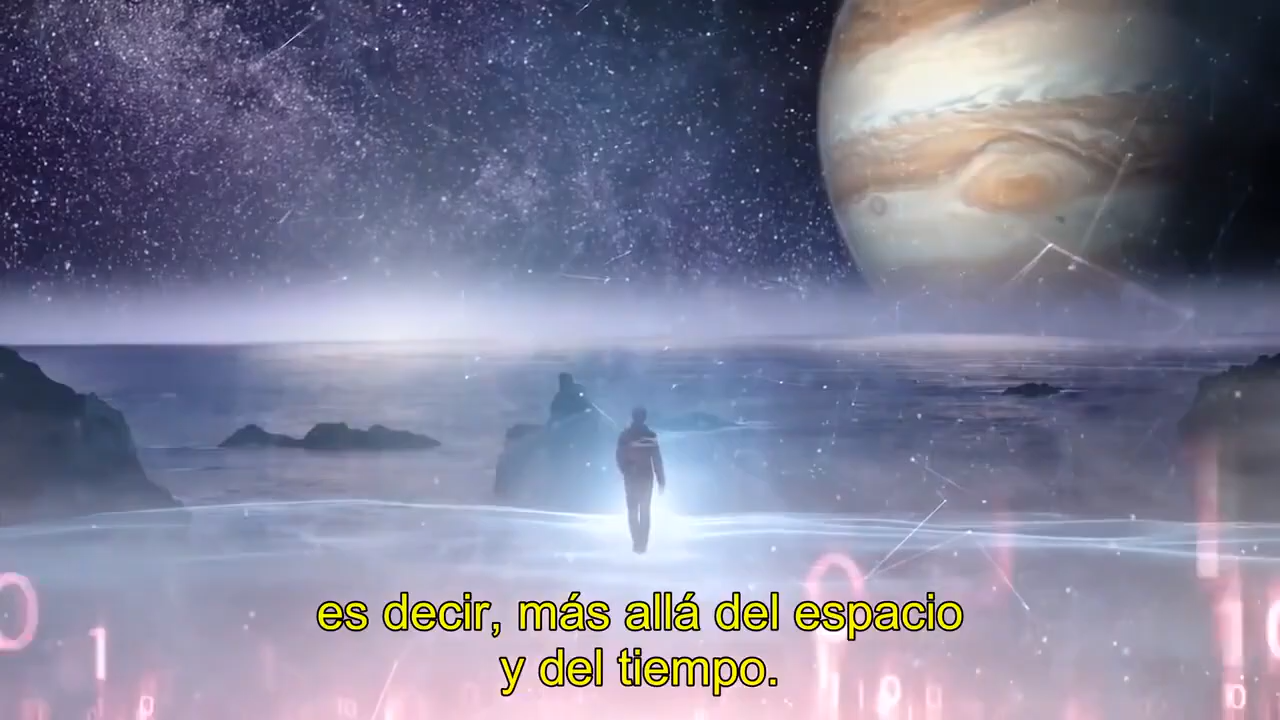 es decir, más allá del espacio
y del tiempo.